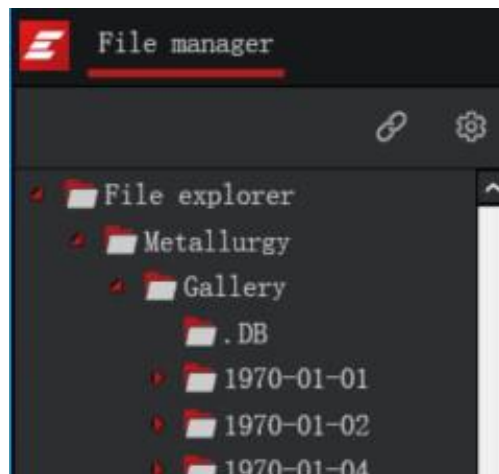 File manager
File explorer
Metallurgy
Gallery
.DB
1970-01-01
1970-01-02
1970-01-04